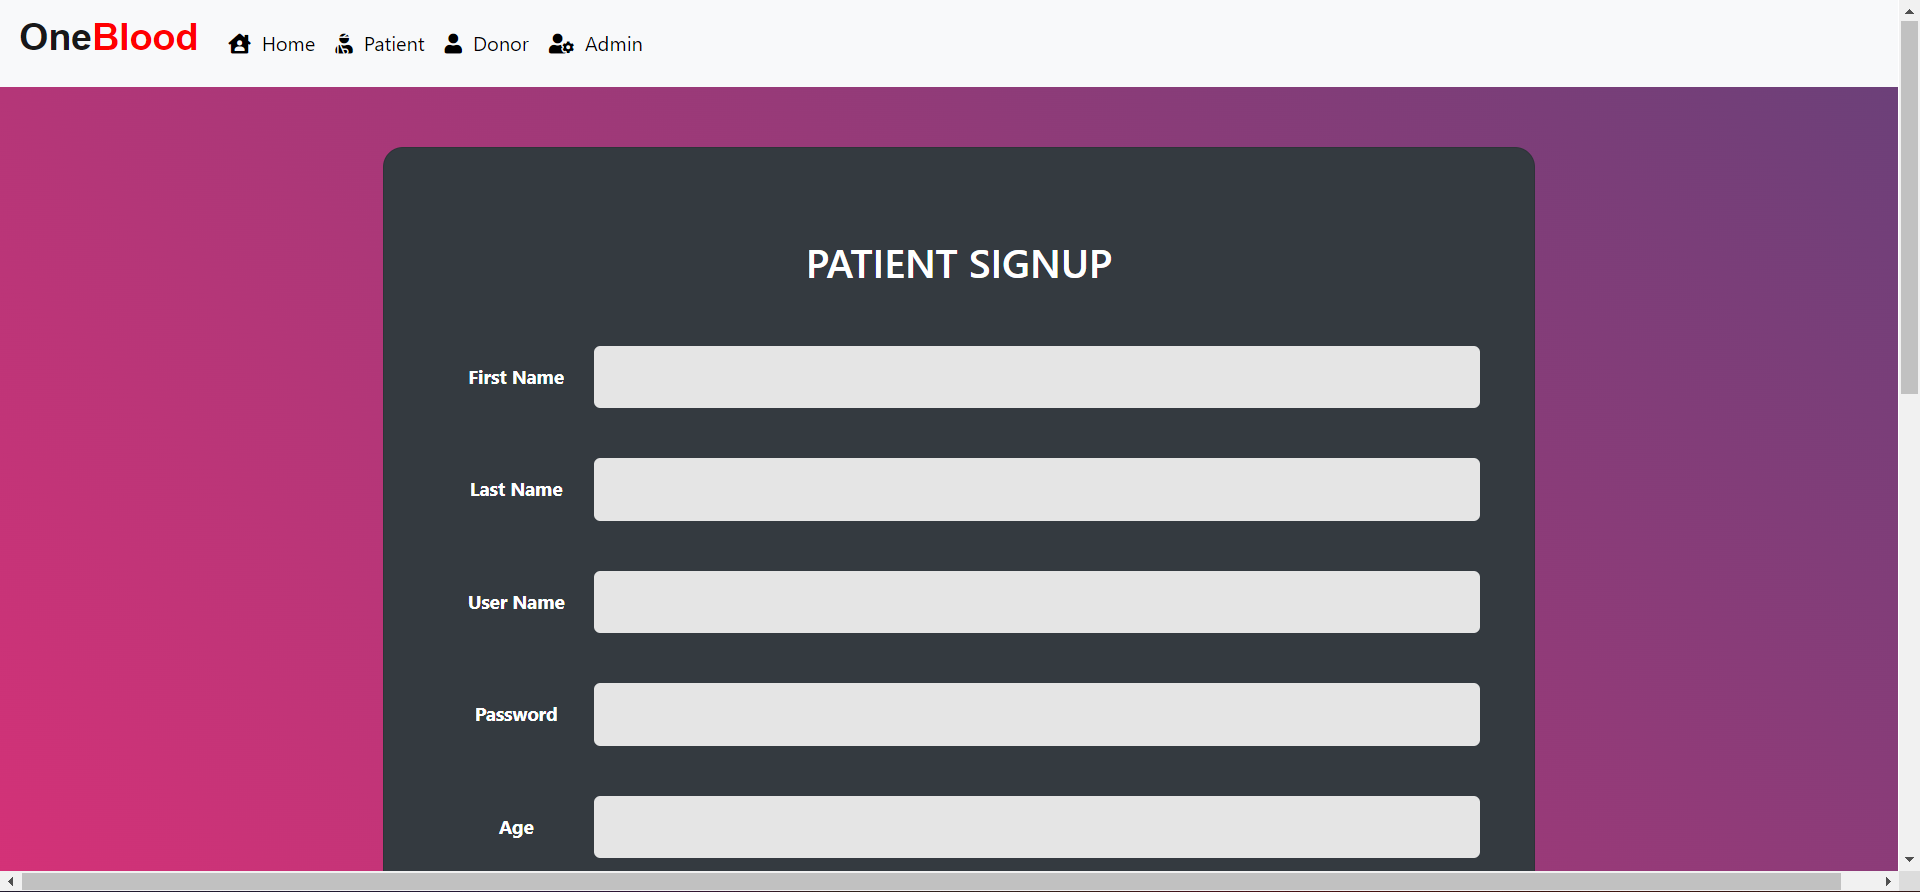 OneBlood Home Patient Donor Admin
PATIENT SIGNUP
First Name
Last Name
User Name
Password
Age